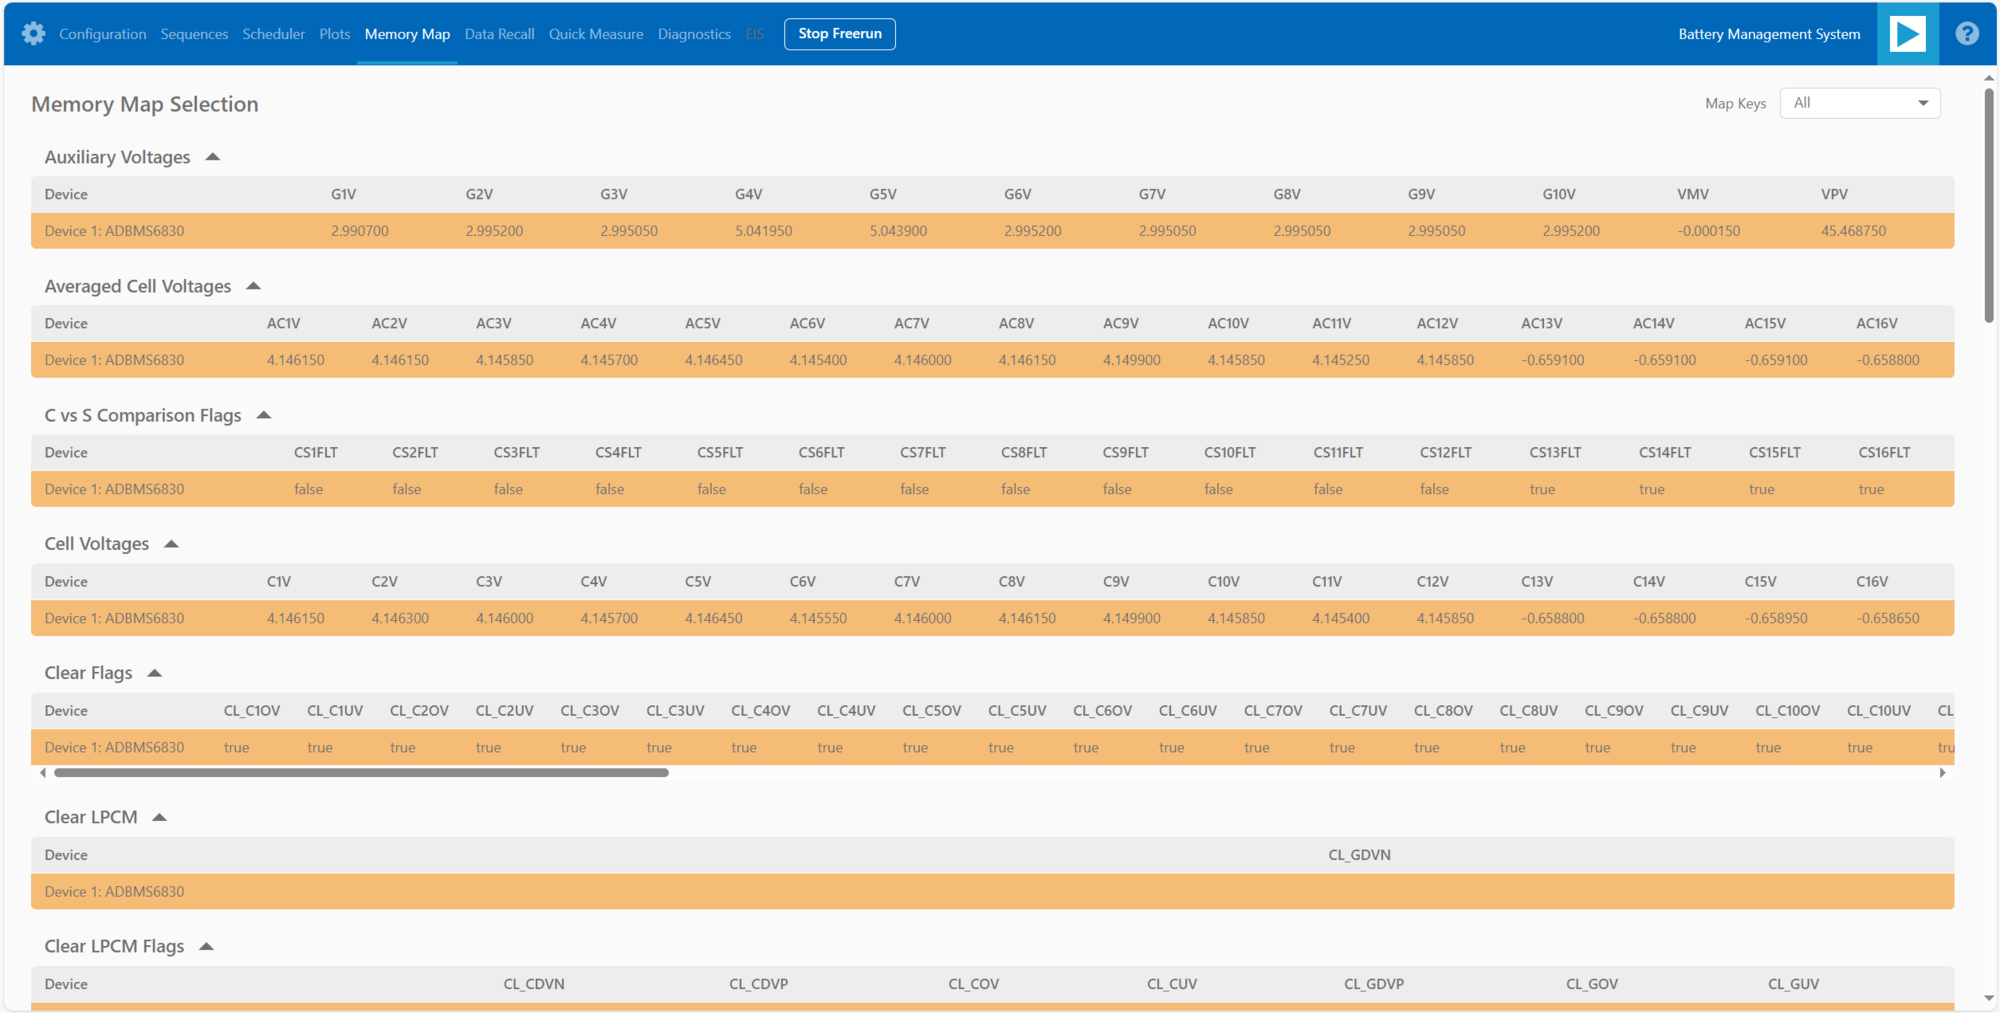 Configuration Sequences Scheduler Plots Memory Map Data Recall Quick Measure Diagnostics EIS Stop Freerun Battery Management System ?
Memory Map Selection Map Keys All
Auxiliary Voltages
Device G1V G2V G3V G4V G5V G6V G7V G8V G9V G10V VMV VPV
Device 1: ADBMS6830 2.990700 2.995200 2.995050 5.041950 5.043900 2.995200 2.995050 2.995050 2.995050 2.995200 -0.000150 45.468750
Averaged Cell Voltages
Device AC1V AC2V AC3V AC4V AC5V AC6V AC7V AC8V AC9V AC10V AC11V AC12V AC13V AC14V AC15V AC16V
Device 1: ADBMS6830 4.146150 4.146150 4.145850 4.145700 4.146450 4.145400 4.146000 4.146150 4.149900 4.145850 4.145250 4.145850 -0.659100 -0.659100 -0.659100 -0.658800
C vs S Comparison Flags
Device CS1FLT CS2FLT CS3FLT CS4FLT CS5FLT CS6FLT CS7FLT CS8FLT CS9FLT CS10FLT CS11FLT CS12FLT CS13FLT CS14FLT CS15FLT CS16FLT
Device 1: ADBMS6830 false false false false false false false false false false false false true true true true
Cell Voltages
Device C1V C2V C3V C4V C5V C6V C7V C8V C9V C10V C11V C12V C13V C14V C15V C16V
Device 1: ADBMS6830 4.146150 4.146300 4.146000 4.145700 4.146450 4.145550 4.146000 4.146150 4.149900 4.145850 4.145400 4.145850 -0.658800 -0.658800 -0.658950 -0.658650
Clear Flags
Device CL_C1OV CL_C1UV CL_C2OV CL_C2UV CL_C3OV CL_C3UV CL_C4OV CL_C4UV CL_C5OV CL_C5UV CL_C6OV CL_C6UV CL_C7OV CL_C7UV CL_C8OV CL_C8UV CL_C9OV CL_C9UV CL_C10OV CL_C10UV CL_
Device 1: ADBMS6830 true true true true true true true true true true true true true true true true true true true true tru
Clear LPCM
Device CL_GDVN
Device 1: ADBMS6830
Clear LPCM Flags
Device CL_CDVN CL_CDVP CL_COV CL_CUV CL_GDVP CL_GOV CL_GUV